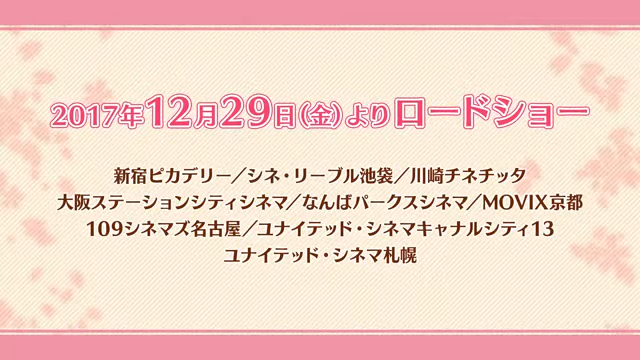 2017年12月29日(金)よりロードショー
新宿ピカデリー/シネ・リーブル池袋/川崎チネチッタ
大阪ステーションシティシネマ/なんばパークスシネマ/MOVIX京都
109シネマズ名古屋/ユナイテッド・シネマキャナルシティ13
ユナイテッド・シネマ札幌